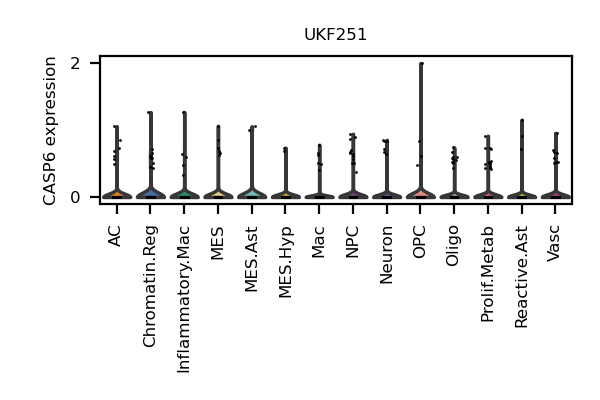 UKF251
CASP6 expression
2
0
AC
Chromatin.Reg
Inflammatory.Mac
MES
MES.Ast
MES.Hyp
Mac
NPC
Neuron
OPC
Oligo
Prolif.Metab
Reactive.Ast
Vasc